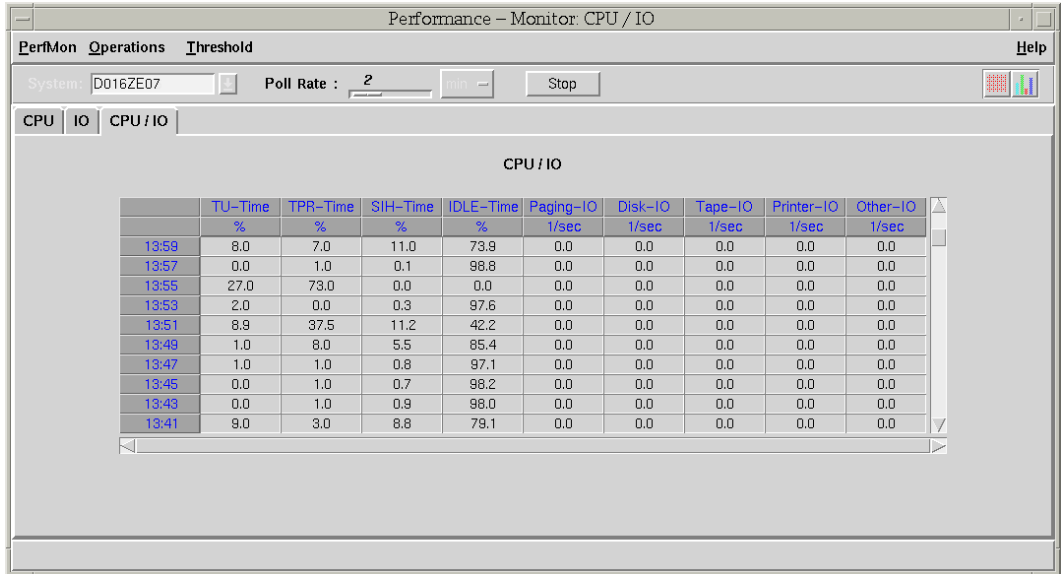 Performance – Monitor: CPU / IO
PerfMon Operations Threshold Help
System: D016ZE07 Poll Rate : 2 min Stop
CPU IO CPU / IO
CPU / IO
TU–Time TPR–Time SIH–Time IDLE–Time Paging–IO Disk–IO Tape–IO Printer–IO Other–IO
% % % % 1/sec 1/sec 1/sec 1/sec 1/sec
13:59 8.0 7.0 11.0 73.9 0.0 0.0 0.0 0.0 0.0
13:57 0.0 1.0 0.1 98.8 0.0 0.0 0.0 0.0 0.0
13:55 27.0 73.0 0.0 0.0 0.0 0.0 0.0 0.0 0.0
13:53 2.0 0.0 0.3 97.6 0.0 0.0 0.0 0.0 0.0
13:51 8.9 37.5 11.2 42.2 0.0 0.0 0.0 0.0 0.0
13:49 1.0 8.0 5.5 85.4 0.0 0.0 0.0 0.0 0.0
13:47 1.0 1.0 0.8 97.1 0.0 0.0 0.0 0.0 0.0
13:45 0.0 1.0 0.7 98.2 0.0 0.0 0.0 0.0 0.0
13:43 0.0 1.0 0.9 98.0 0.0 0.0 0.0 0.0 0.0
13:41 9.0 3.0 8.8 79.1 0.0 0.0 0.0 0.0 0.0